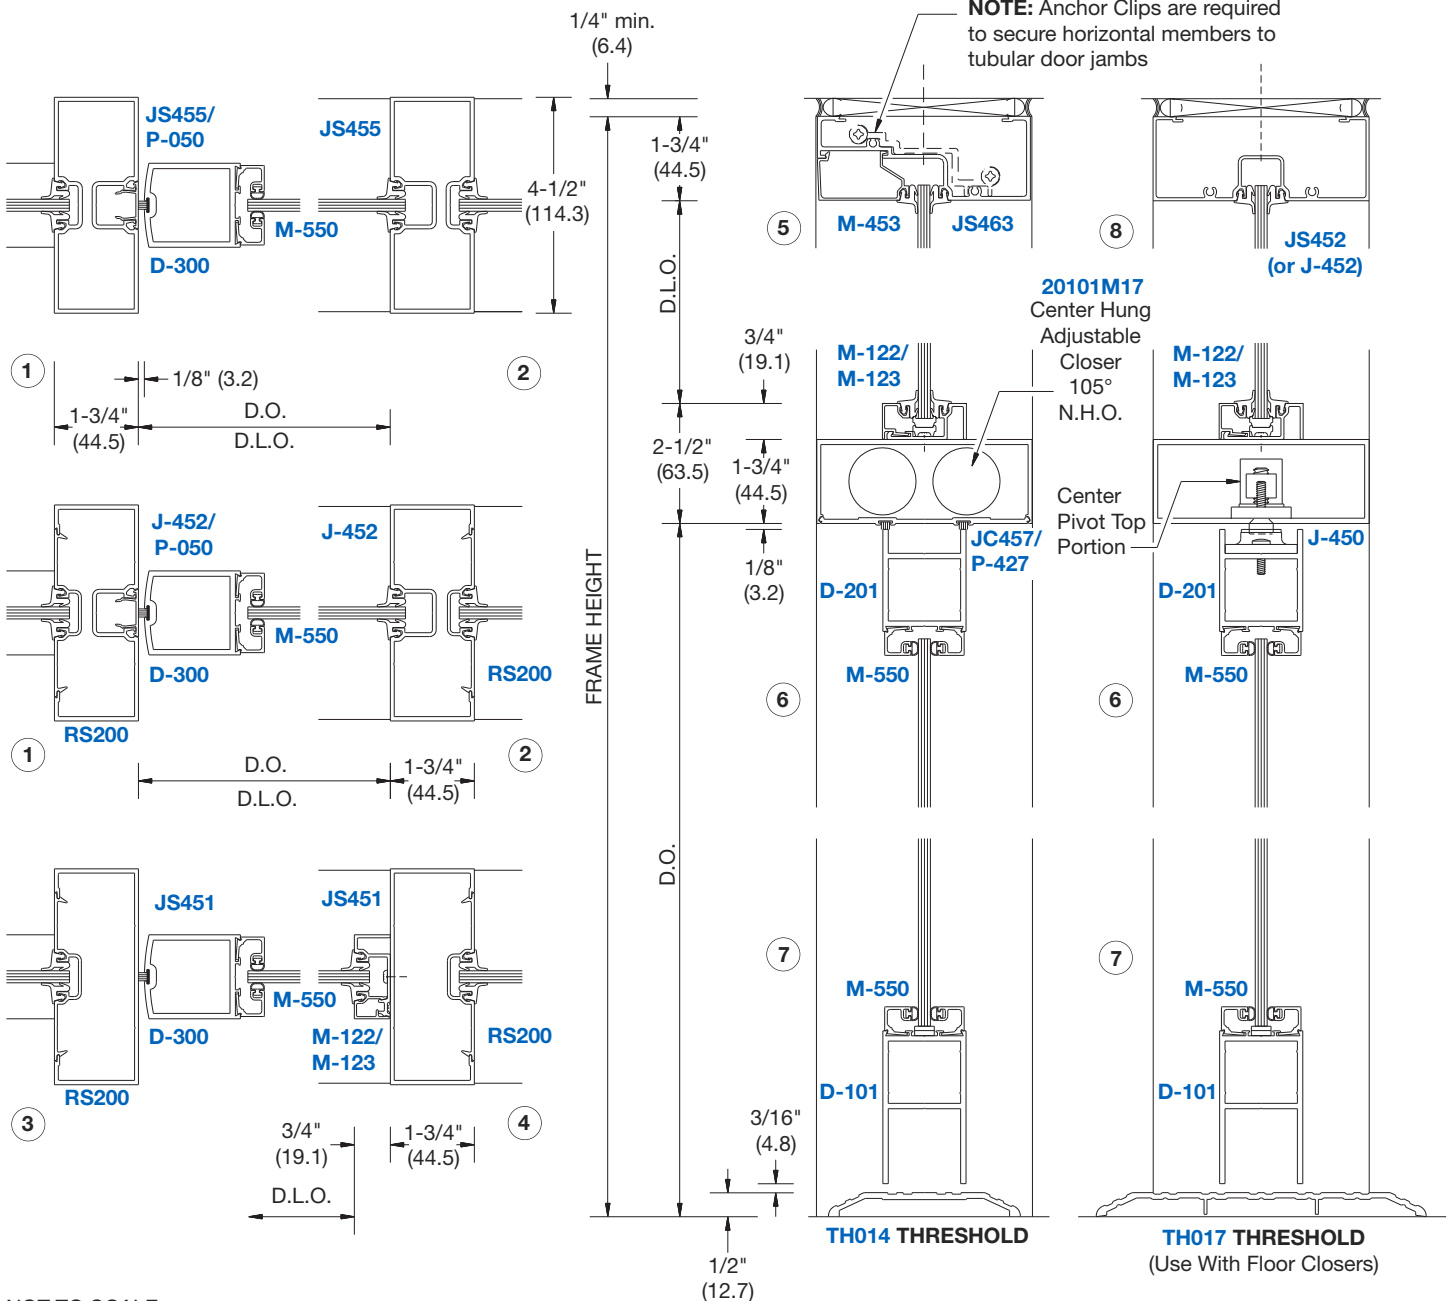 NOTE: Anchor Clips are required
to secure horizontal members to
tubular door jambs
1/4" min.
(6.4)
JS455/
P-050
JS455
4-1/2"
(114.3)
M-550
D-300
1
2
1/8" (3.2)
1-3/4"
(44.5)
D.O.
D.L.O.
J-452/
P-050
J-452
M-550
D-300
RS200
RS200
1
2
D.O.
D.L.O.
1-3/4"
(44.5)
JS451
JS451
M-550
D-300
M-122/
M-123
RS200
RS200
3
4
3/4"
(19.1)
1-3/4"
(44.5)
D.L.O.
FRAME HEIGHT
1-3/4"
(44.5)
D.L.O.
3/4"
(19.1)
2-1/2"
(63.5)
1-3/4"
(44.5)
1/8"
(3.2)
D.O.
3/16"
(4.8)
1/2"
(12.7)
5
M-453
JS463
8
JS452
(or J-452)
20101M17
Center Hung
Adjustable
Closer
105°
N.H.O.
M-122/
M-123
M-122/
M-123
Center
Pivot Top
Portion
JC457/
P-427
J-450
D-201
D-201
M-550
M-550
6
6
7
7
M-550
M-550
D-101
D-101
TH014 THRESHOLD
TH017 THRESHOLD
(Use With Floor Closers)